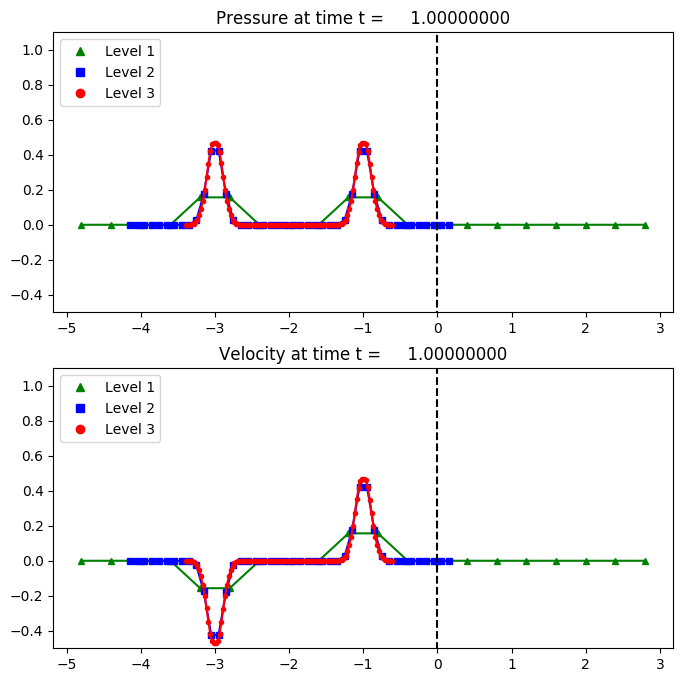 Pressure at time t =      1.00000000
1.0
0.8
0.6
0.4
0.2
0.0
−0.2
−0.4
Level 1
Level 2
Level 3
−5 −4 −3 −2 −1 0 1 2 3
Velocity at time t =      1.00000000
1.0
0.8
0.6
0.4
0.2
0.0
−0.2
−0.4
Level 1
Level 2
Level 3
−5 −4 −3 −2 −1 0 1 2 3